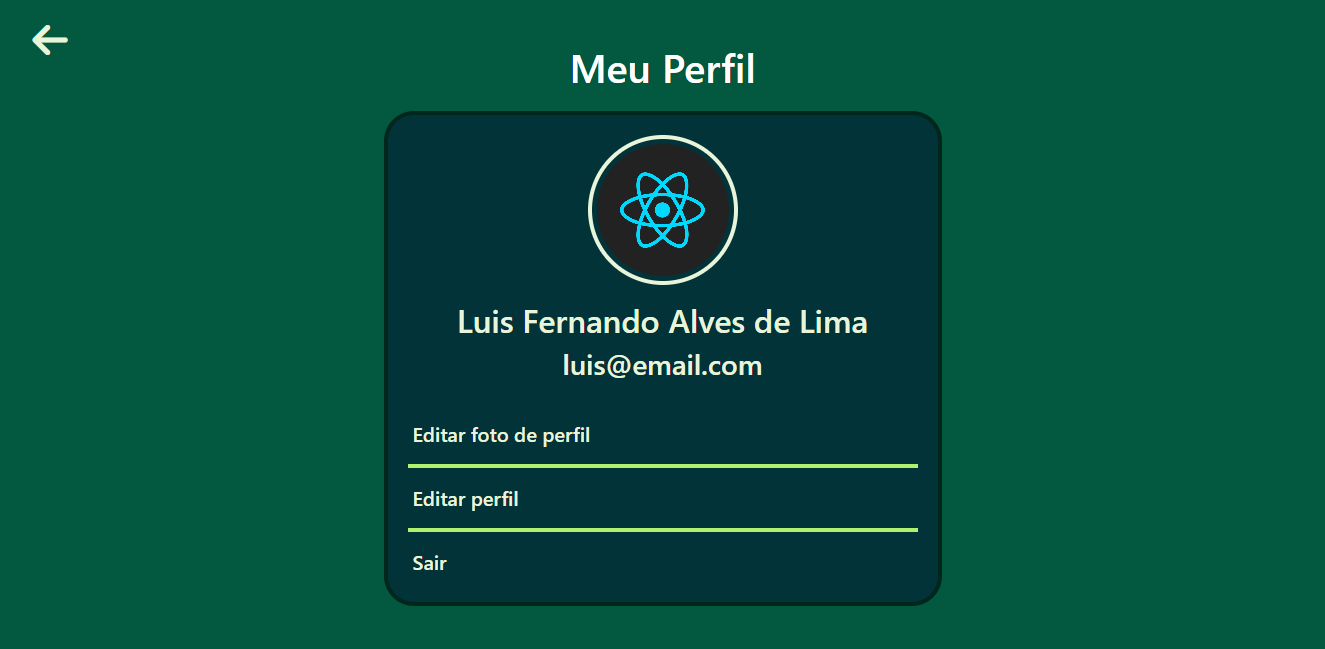 Meu Perfil
Luis Fernando Alves de Lima
luis@email.com
Editar foto de perfil
Editar perfil
Sair